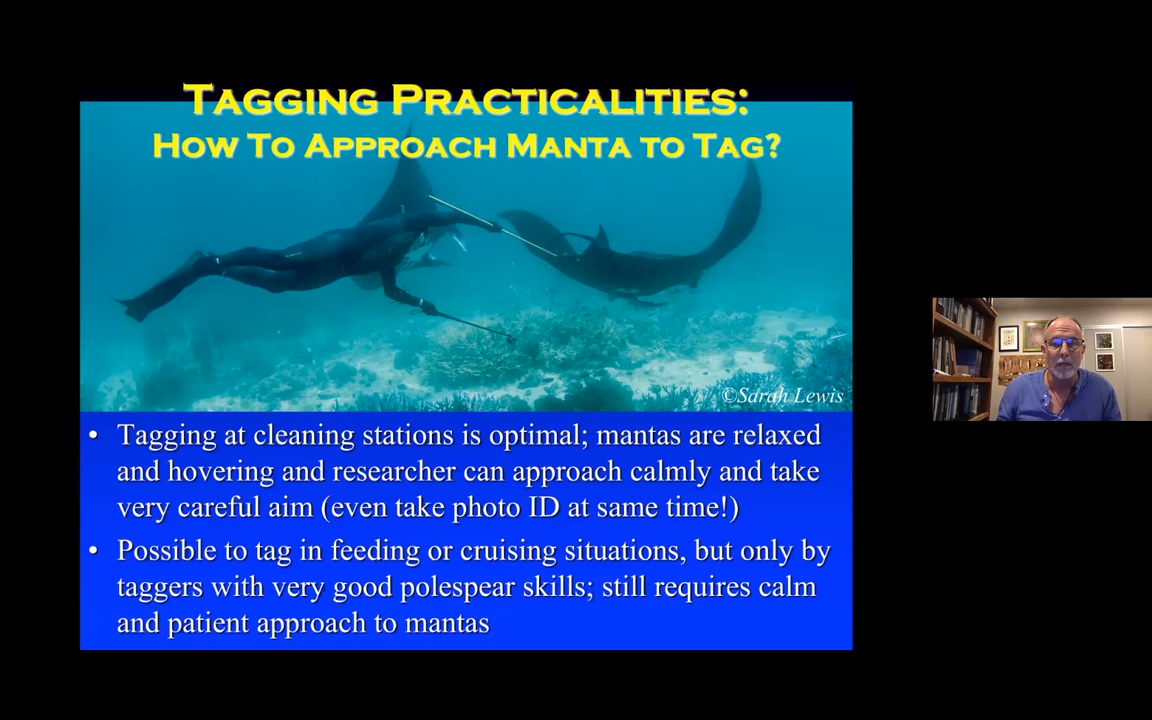 TAGGING PRACTICALITIES:
HOW TO APPROACH MANTA TO TAG?
©Sarah Lewis
• Tagging at cleaning stations is optimal; mantas are relaxed
and hovering and researcher can approach calmly and take
very careful aim (even take photo ID at same time!)
• Possible to tag in feeding or cruising situations, but only by
taggers with very good polespear skills; still requires calm
and patient approach to mantas